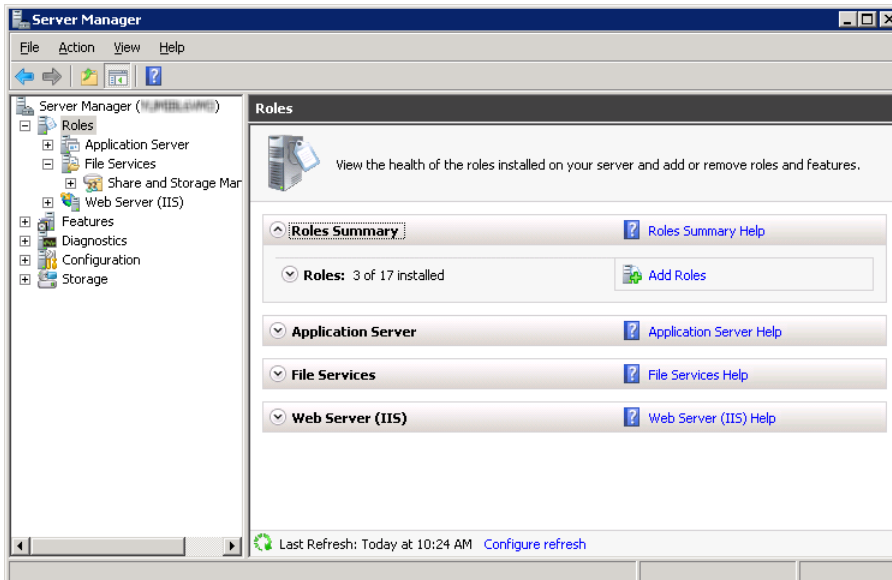 Server Manager
File Action View Help
Server Manager ( )
Roles
Application Server
File Services
Share and Storage Mar
Web Server (IIS)
Features
Diagnostics
Configuration
Storage
Roles
View the health of the roles installed on your server and add or remove roles and features.
Roles Summary Roles Summary Help
Roles: 3 of 17 installed Add Roles
Application Server Application Server Help
File Services File Services Help
Web Server (IIS) Web Server (IIS) Help
Last Refresh: Today at 10:24 AM Configure refresh